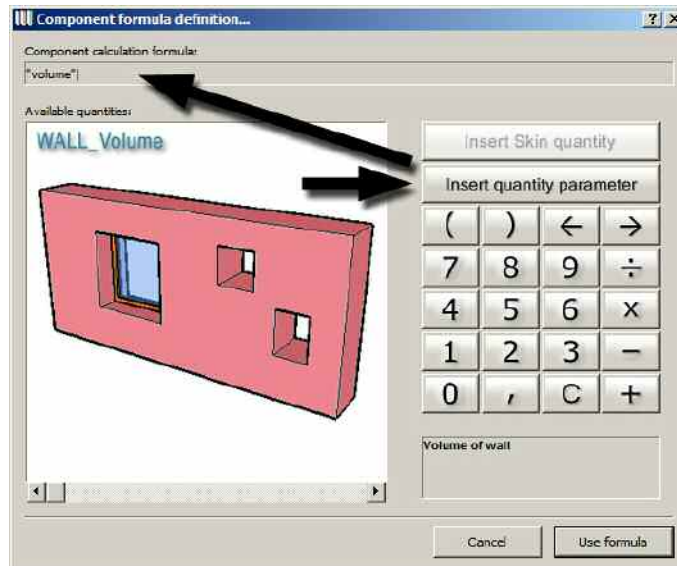 Component formula definition...
? X
Component calculation formula:
"volume"
Available quantities:
WALL_Volume
Insert Skin quantity
Insert quantity parameter
( ) ← →
7 8 9 ÷
4 5 6 x
1 2 3 −
0 , C +
Volume of wall
Cancel Use formula